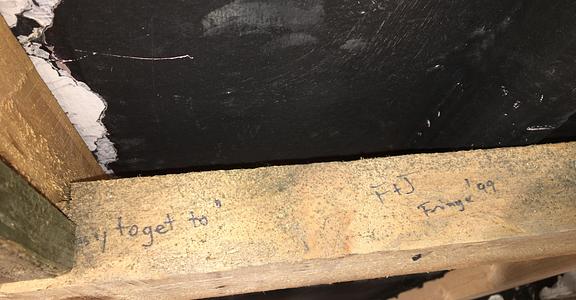 toget to"
F+J
Fringe '99